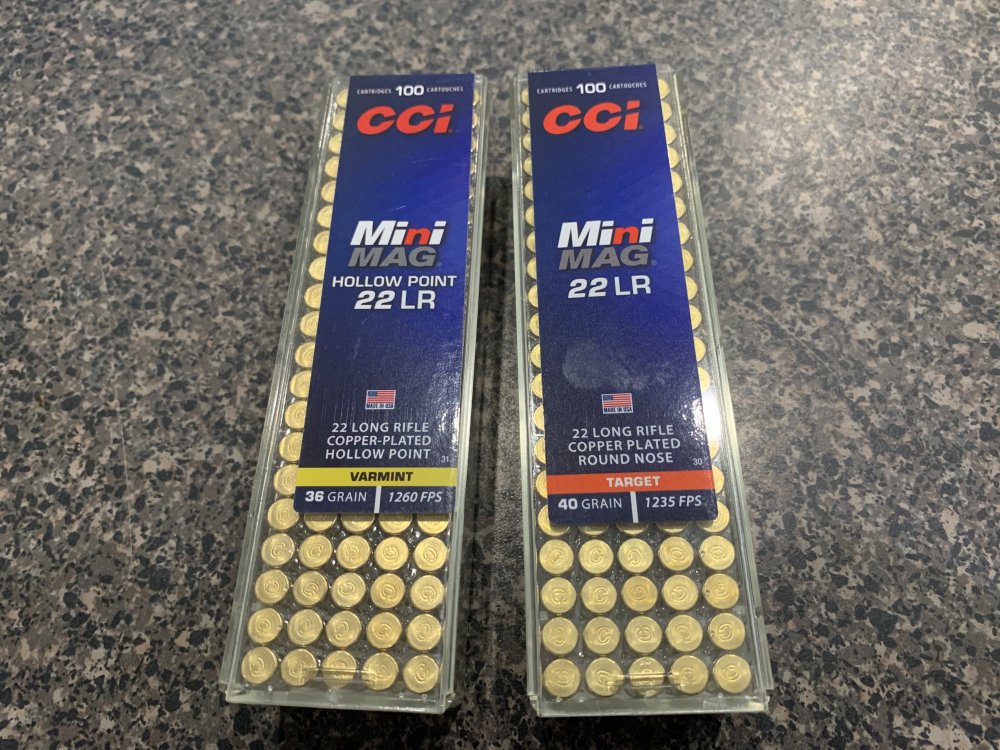 CARTRIDGES 100 CARTOUCHES
CCI
Mini
MAG
HOLLOW POINT
22 LR
MADE IN USA
22 LONG RIFLE
COPPER-PLATED
HOLLOW POINT
31
VARMINT
36 GRAIN 1260 FPS
CARTRIDGES 100 CARTOUCHES
CCI
Mini
MAG
22 LR
MADE IN USA
22 LONG RIFLE
COPPER PLATED
ROUND NOSE
30
TARGET
40 GRAIN 1235 FPS